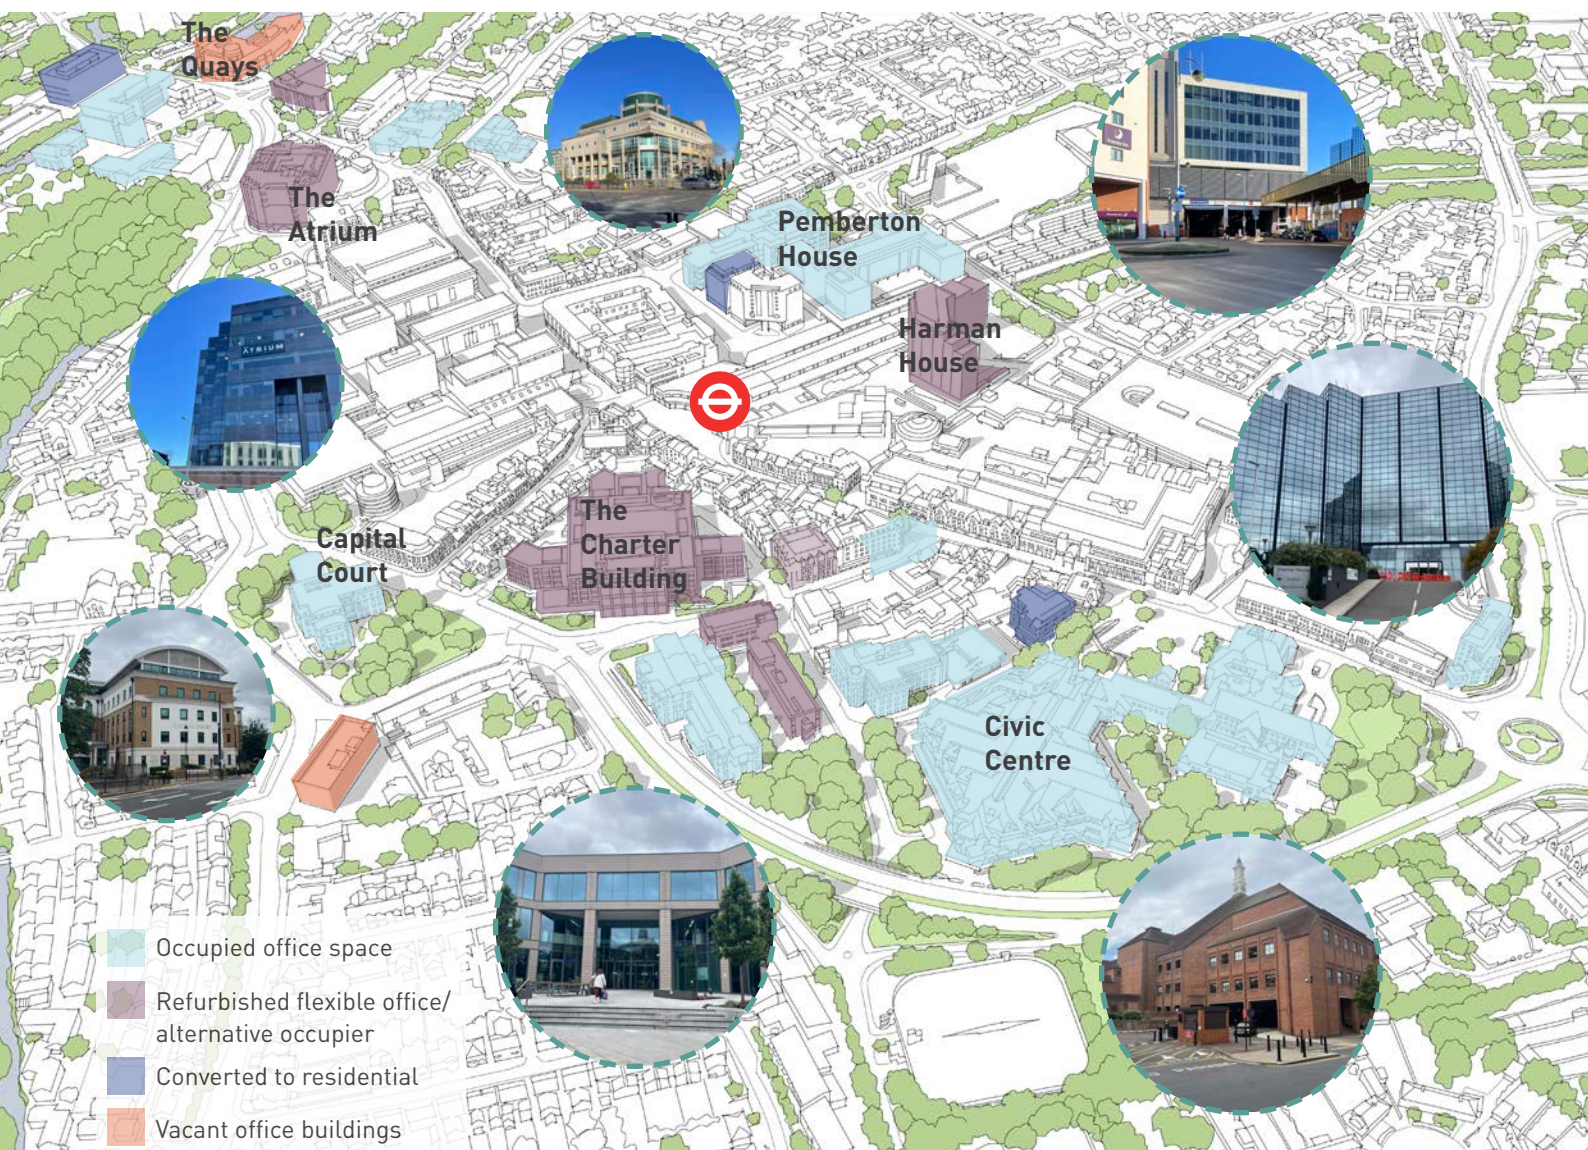 The
Quays
The
Atrium
Pemberton
House
Harman
House
ATRIUM
The
Charter
Building
Capital
Court
Civic
Centre
Occupied office space
Refurbished flexible office/
alternative occupier
Converted to residential
Vacant office buildings